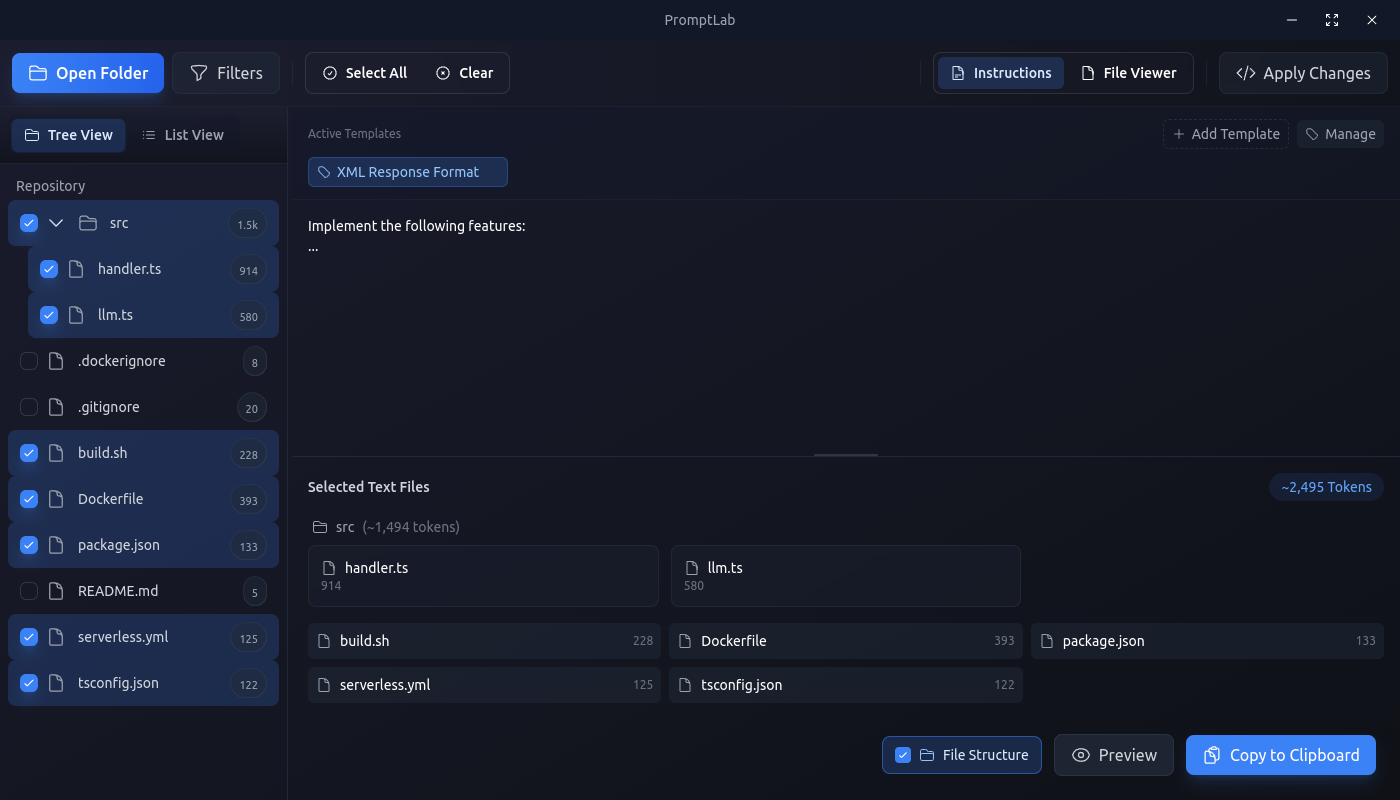 PromptLab
Open Folder
Filters
Select All
Clear
Instructions
File Viewer
Apply Changes
Tree View
List View
Repository
src
1.5k
handler.ts
914
llm.ts
580
.dockerignore
8
.gitignore
20
build.sh
228
Dockerfile
393
package.json
133
README.md
5
serverless.yml
125
tsconfig.json
122
Active Templates
Add Template
Manage
XML Response Format
Implement the following features:
...
Selected Text Files
~2,495 Tokens
src (~1,494 tokens)
handler.ts
914
llm.ts
580
build.sh 228
Dockerfile 393
package.json 133
serverless.yml 125
tsconfig.json 122
File Structure
Preview
Copy to Clipboard